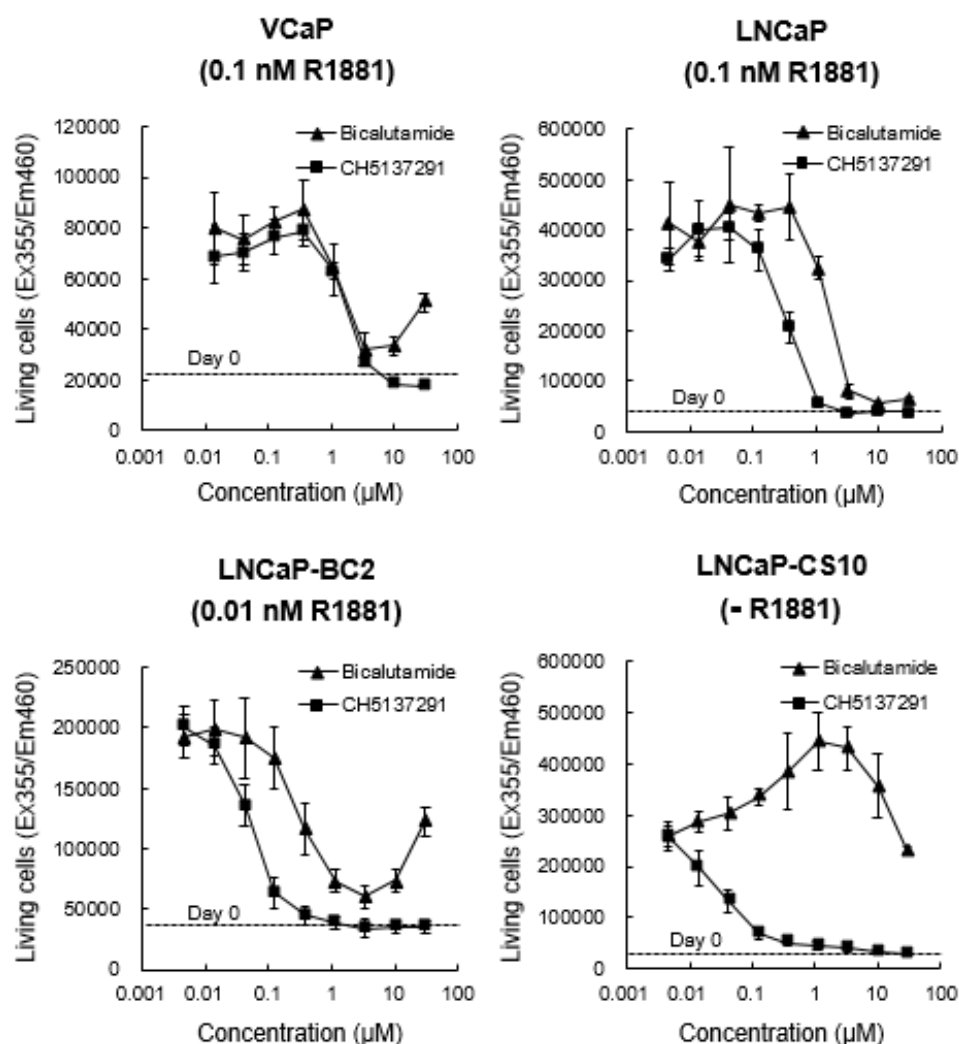 VCaP
(0.1 nM R1881)
Living cells (Ex355/Em460)
120000
100000
80000
60000
40000
20000
0
Bicalutamide
CH5137291
Day 0
0.001 0.01 0.1 1 10 100
Concentration (µM)
LNCaP
(0.1 nM R1881)
Living cells (Ex355/Em460)
600000
500000
400000
300000
200000
100000
0
Bicalutamide
CH5137291
Day 0
0.001 0.01 0.1 1 10 100
Concentration (µM)
LNCaP-BC2
(0.01 nM R1881)
Living cells (Ex355/Em460)
250000
200000
150000
100000
50000
0
Bicalutamide
CH5137291
Day 0
0.001 0.01 0.1 1 10 100
Concentration (µM)
LNCaP-CS10
(- R1881)
Living cells (Ex355/Em460)
600000
500000
400000
300000
200000
100000
0
Bicalutamide
CH5137291
Day 0
0.001 0.01 0.1 1 10 100
Concentration (µM)